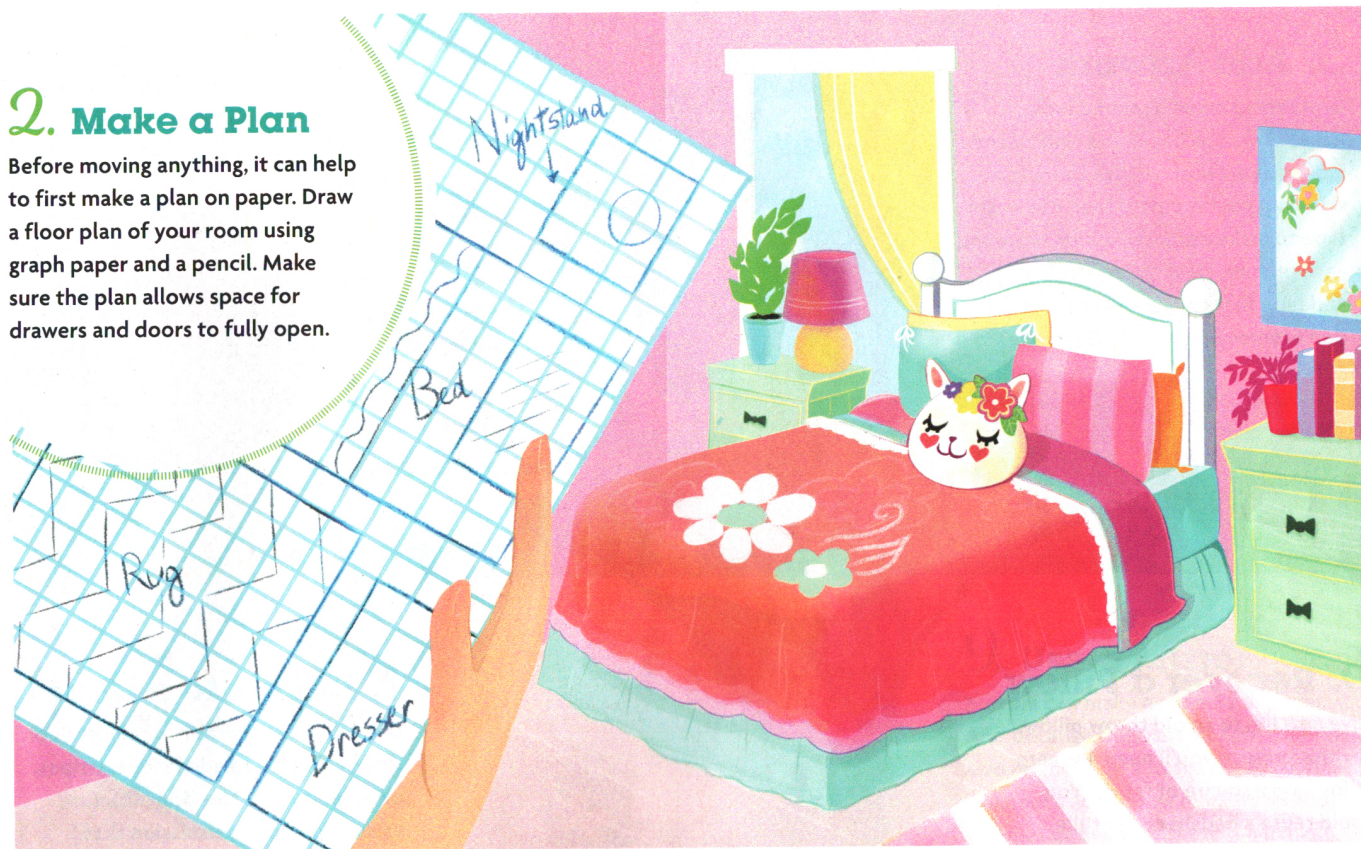 2. Make a Plan
Before moving anything, it can help
to first make a plan on paper. Draw
a floor plan of your room using
graph paper and a pencil. Make
sure the plan allows space for
drawers and doors to fully open.
Nightstand
Bed
Rug
Dresser